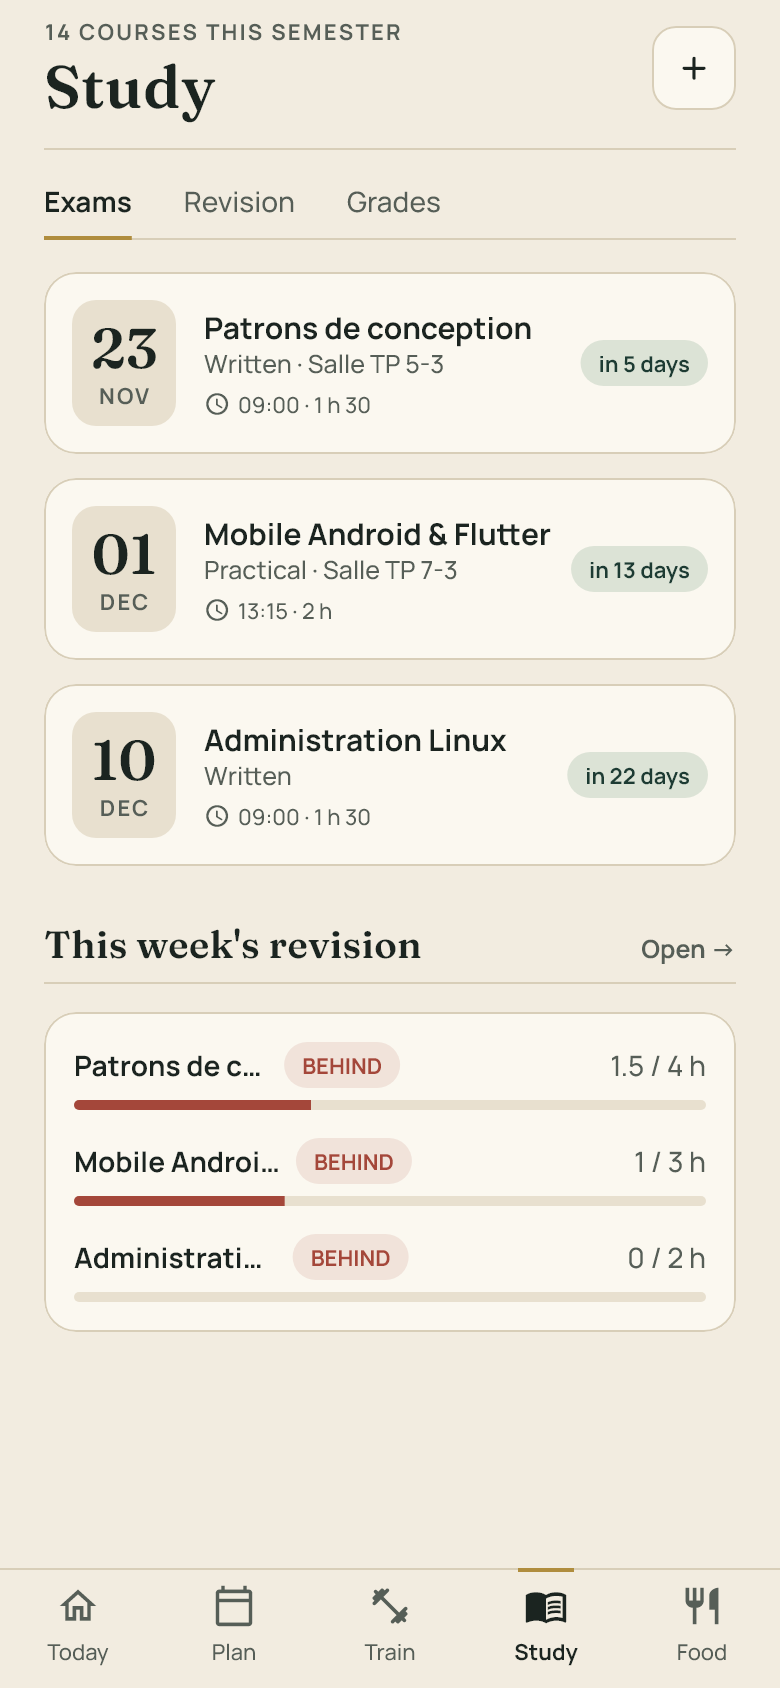 14 COURSES THIS SEMESTER
Study
Exams Revision Grades
23 NOV
Patrons de conception
Written · Salle TP 5-3
09:00 · 1 h 30
in 5 days
01 DEC
Mobile Android & Flutter
Practical · Salle TP 7-3
13:15 · 2 h
in 13 days
10 DEC
Administration Linux
Written
09:00 · 1 h 30
in 22 days
This week's revision
Open →
Patrons de c... BEHIND 1.5 / 4 h
Mobile Androi... BEHIND 1 / 3 h
Administrati... BEHIND 0 / 2 h
Today Plan Train Study Food